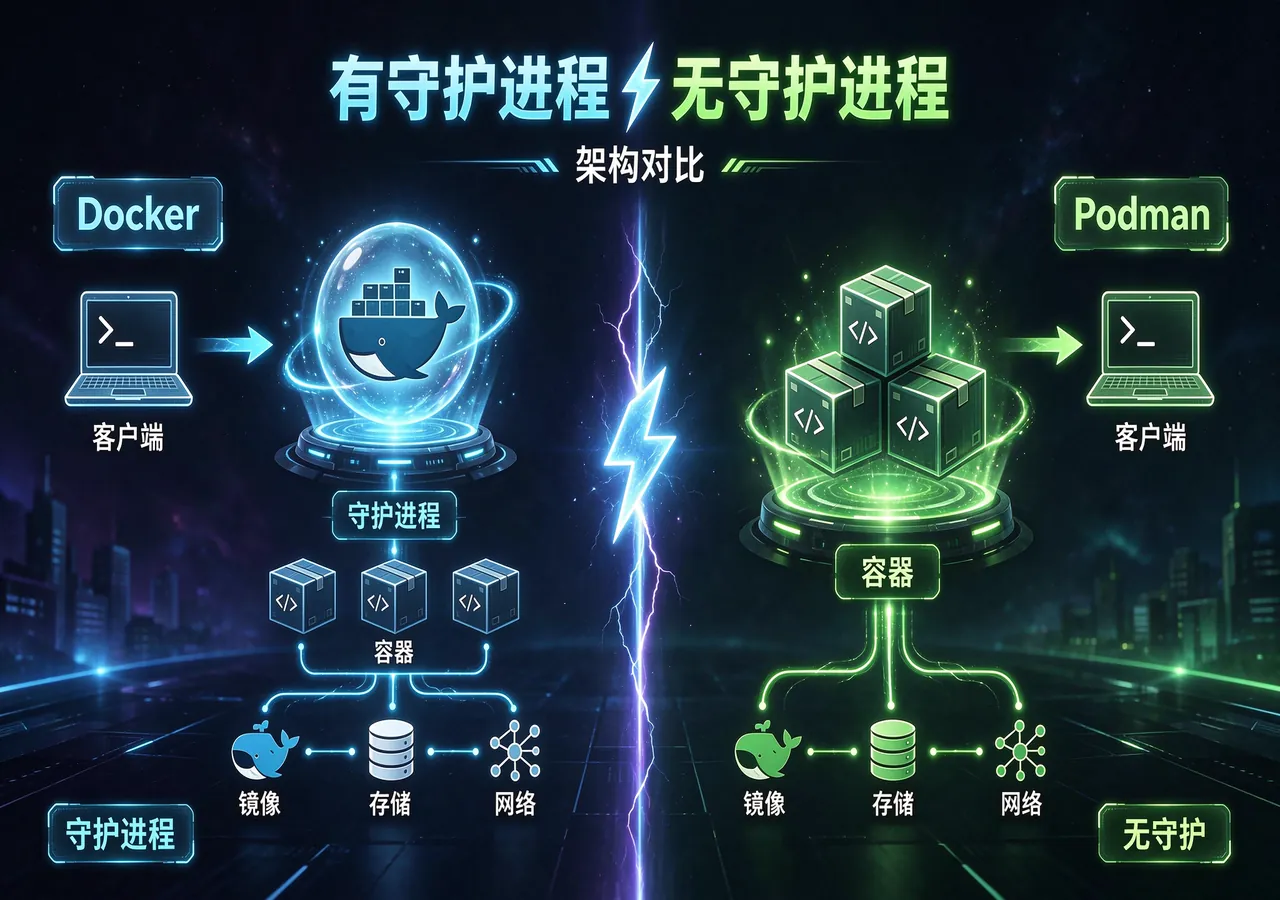 有守护进程 无守护进程
架构对比
Docker
>_
客户端
守护进程
</>
</>
</>
容器
镜像
存储
网络
守护进程
Podman
</>
</>
</>
>_
客户端
容器
镜像
存储
网络
无守护